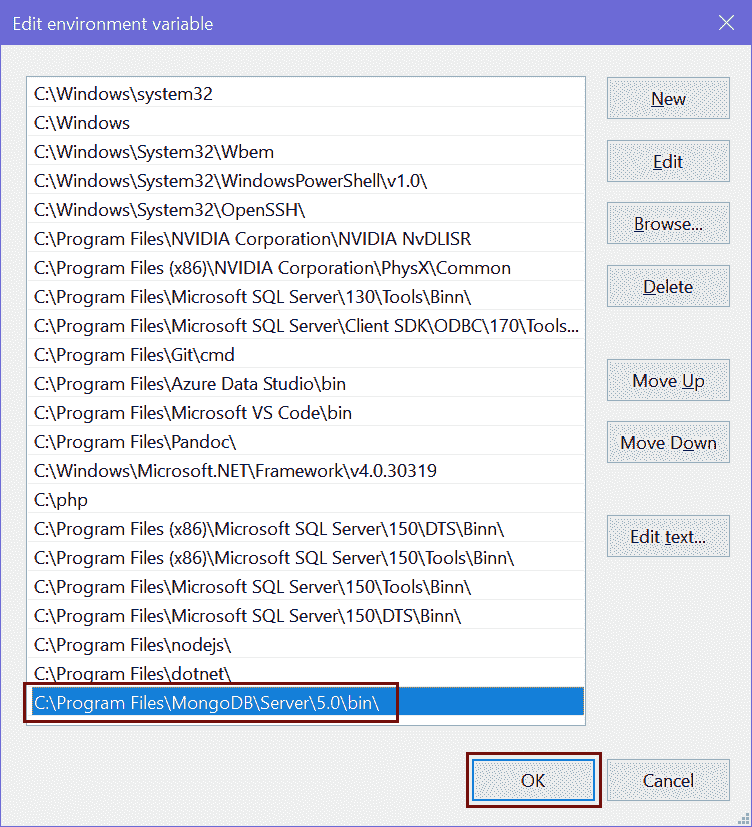 Edit environment variable
C:\Windows\system32
C:\Windows
C:\Windows\System32\Wbem
C:\Windows\System32\WindowsPowerShell\v1.0\
C:\Windows\System32\OpenSSH\
C:\Program Files\NVIDIA Corporation\NVIDIA NvDLISR
C:\Program Files (x86)\NVIDIA Corporation\PhysX\Common
C:\Program Files\Microsoft SQL Server\130\Tools\Binn\
C:\Program Files\Microsoft SQL Server\Client SDK\ODBC\170\Tools...
C:\Program Files\Git\cmd
C:\Program Files\Azure Data Studio\bin
C:\Program Files\Microsoft VS Code\bin
C:\Program Files\Pandoc\
C:\Windows\Microsoft.NET\Framework\v4.0.30319
C:\php
C:\Program Files (x86)\Microsoft SQL Server\150\DTS\Binn\
C:\Program Files (x86)\Microsoft SQL Server\150\Tools\Binn\
C:\Program Files\Microsoft SQL Server\150\Tools\Binn\
C:\Program Files\Microsoft SQL Server\150\DTS\Binn\
C:\Program Files\nodejs\
C:\Program Files\dotnet\
C:\Program Files\MongoDB\Server\5.0\bin\
New
Edit
Browse...
Delete
Move Up
Move Down
Edit text...
OK
Cancel